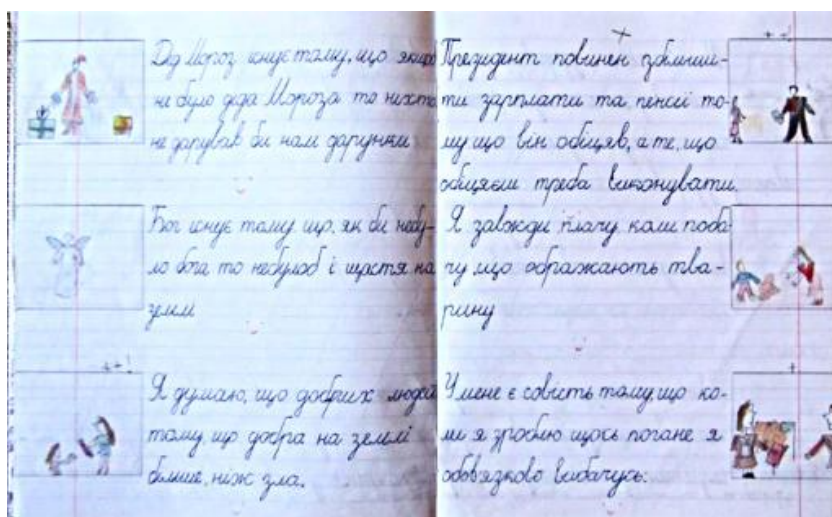 Дід Мороз існує тому, що якщо
не було діда Мороза то ніхто
не дарував би нам дарунки
Бог існує тому що, як би небу-
ло бога то небулоб і щастя на
землі
Я думаю, що добрих людей
тому, що добра на землі
більше, ніж зла.
Президент повинен збільши-
ти зарплати та пенсії то-
му що він обіцяв, а те, що
обіцяєш треба виконувати.
Я завжди плачу коли поба-
чу що ображають тва-
рину
У мене є совість тому, що ко-
ли я зроблю щось погане я
обов'язково вибачусь.